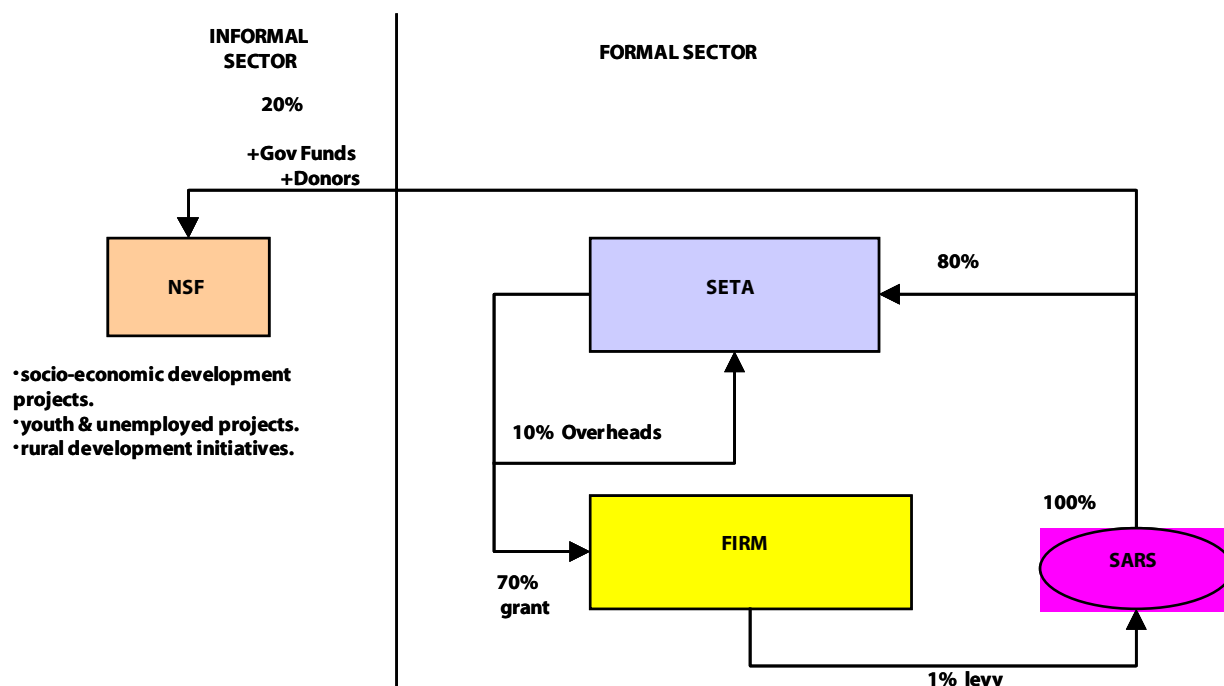 INFORMAL
SECTOR
FORMAL SECTOR
20%
+Gov Funds
+Donors
NSF
SETA
80%
·socio-economic development
projects.
·youth & unemployed projects.
·rural development initiatives.
10% Overheads
100%
FIRM
SARS
70%
grant
1% levy